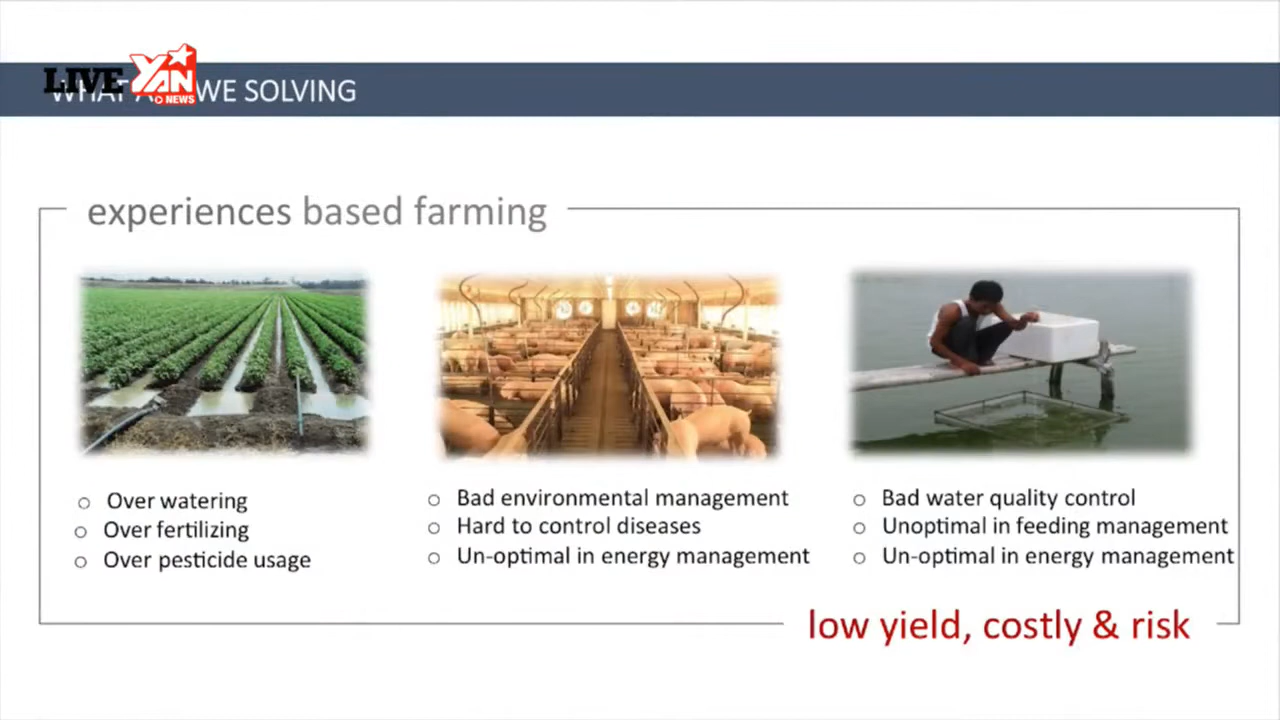 LIVE YAN NEWS
WHAT WE SOLVING
experiences based farming
○ Over watering
○ Over fertilizing
○ Over pesticide usage
○ Bad environmental management
○ Hard to control diseases
○ Un-optimal in energy management
○ Bad water quality control
○ Unoptimal in feeding management
○ Un-optimal in energy management
low yield, costly & risk